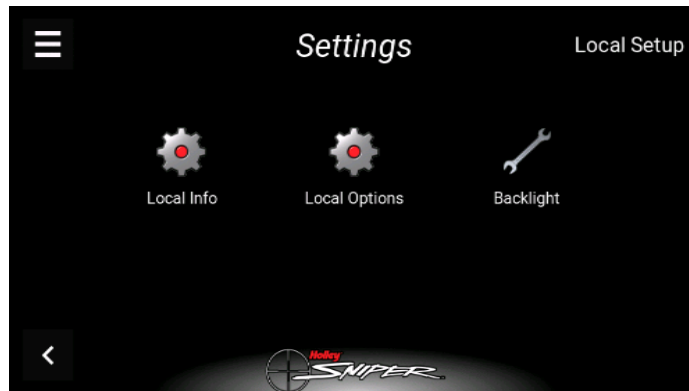 Settings
Local Setup
Local Info
Local Options
Backlight
Holley
SNIPER